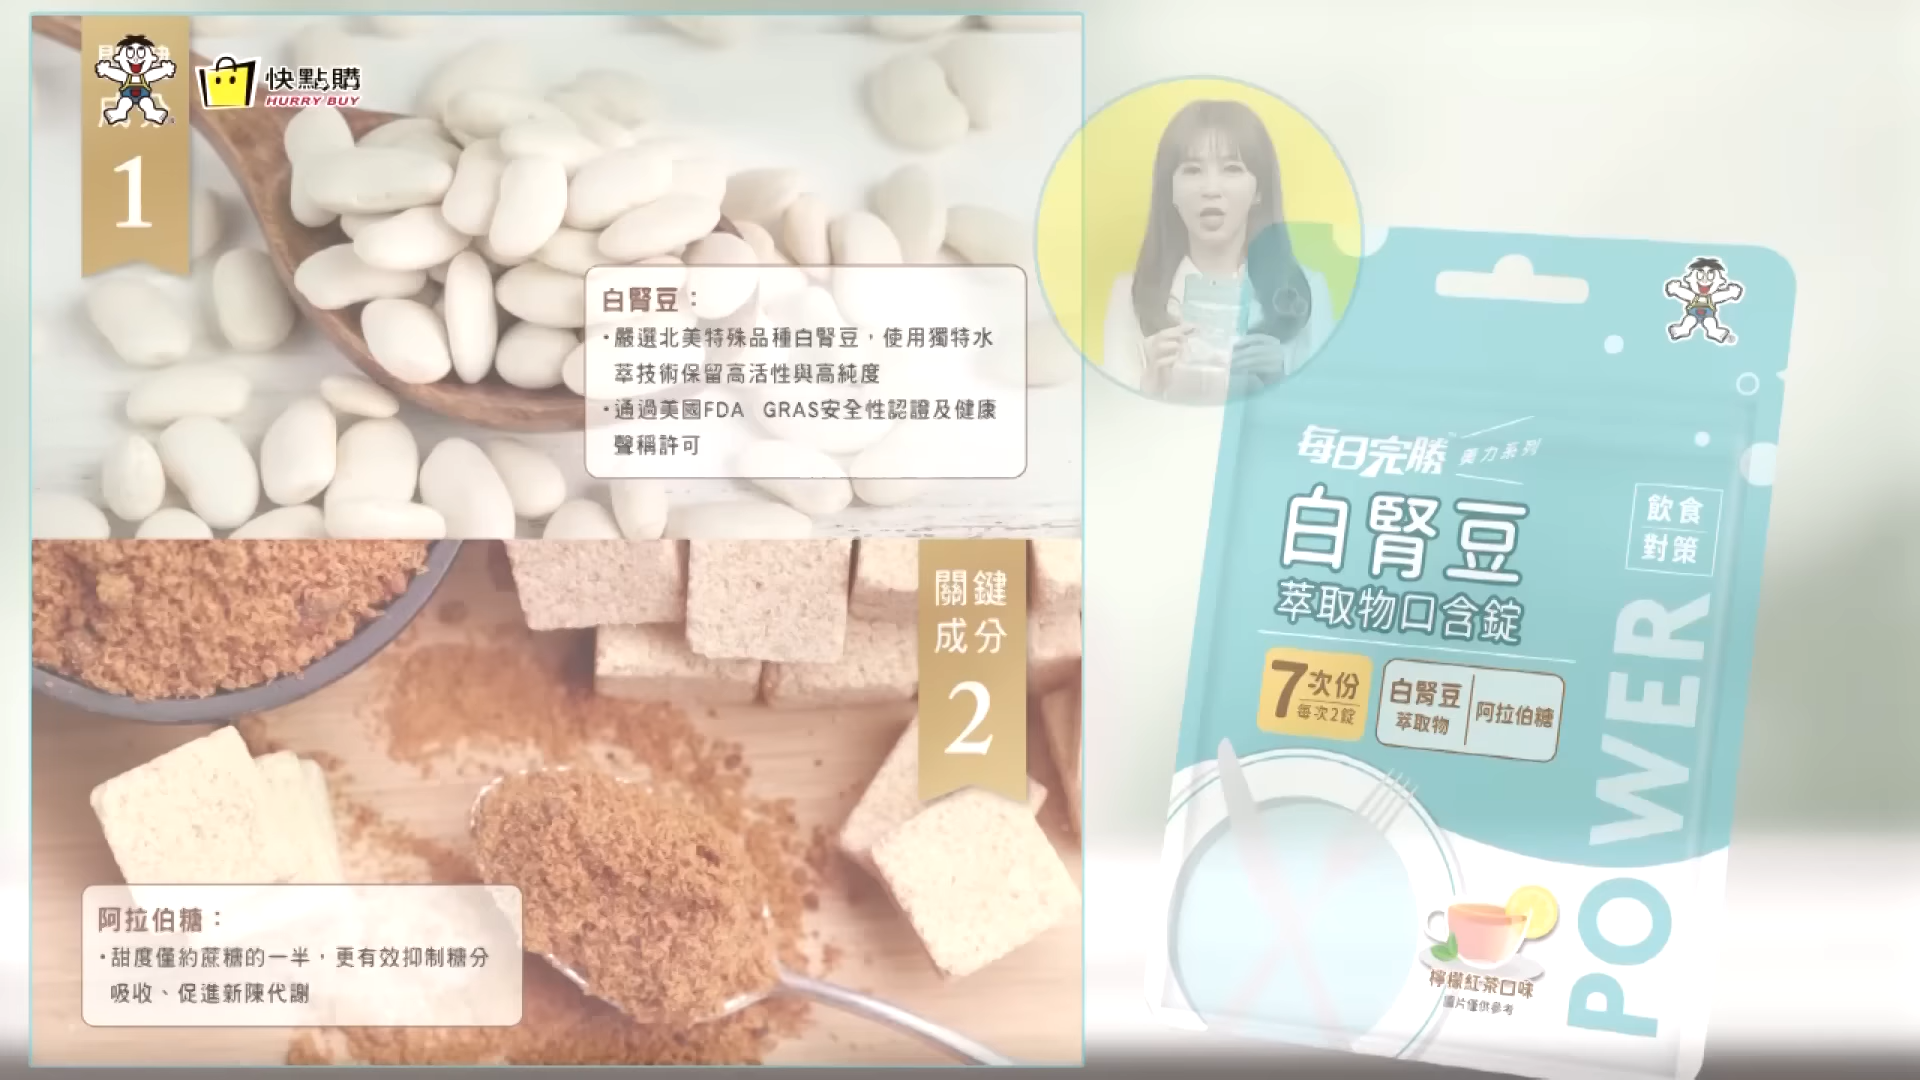 快點購
HURRY BUY
1
白腎豆：
・嚴選北美特殊品種白腎豆，使用獨特水
萃技術保留高活性與高純度
・通過美國FDA GRAS安全性認證及健康
聲稱許可
關鍵
成分
2
阿拉伯糖：
・甜度僅約蔗糖的一半，更有效抑制糖分
吸收、促進新陳代謝
每日完勝 美力系列
白腎豆
萃取物口含錠
飲食
對策
7次份
每次2錠
白腎豆
萃取物
阿拉伯糖
POWER
檸檬紅茶口味
圖片僅供參考